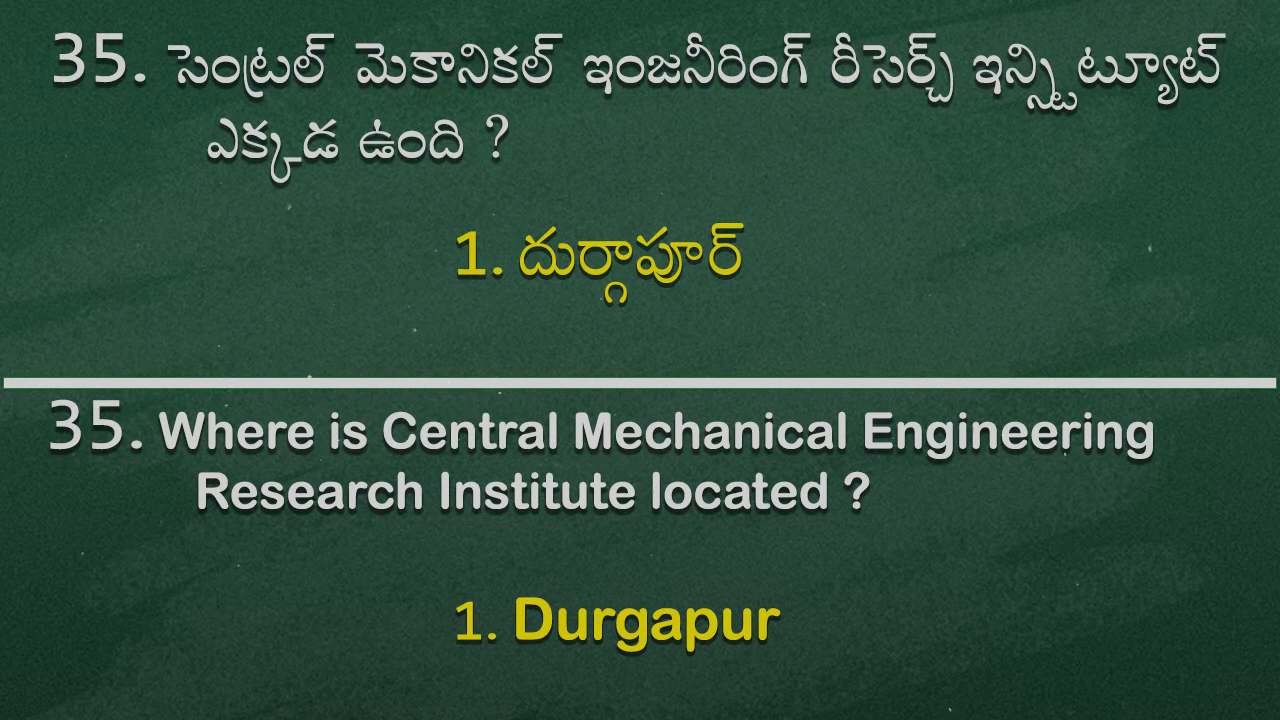 35. సెంట్రల్ మెకానికల్ ఇంజనీరింగ్ రీసెర్చ్ ఇన్స్టిట్యూట్
ఎక్కడ ఉంది ?
1. దుర్గాపూర్
35. Where is Central Mechanical Engineering
Research Institute located ?
1. Durgapur